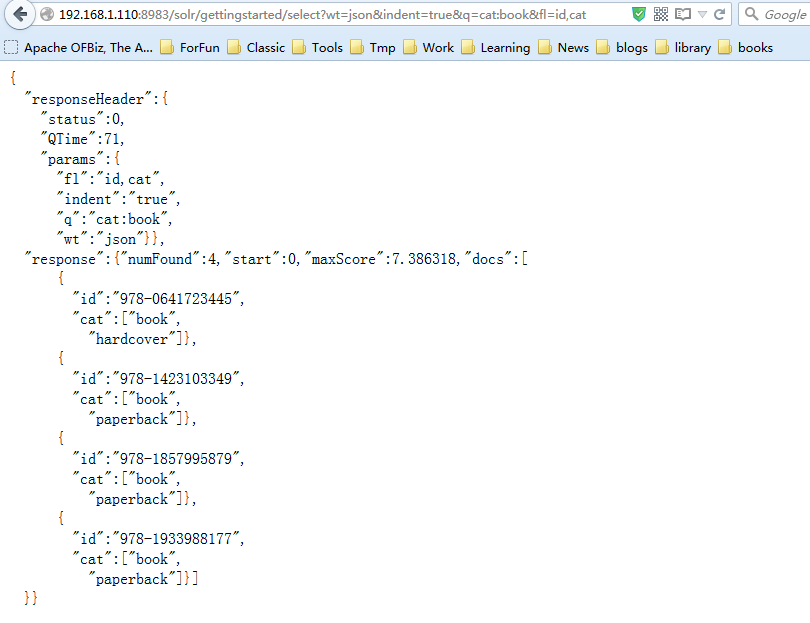 192.168.1.110:8983/solr/gettingstarted/select?wt=json&indent=true&q=cat:book&fl=id,cat
Google
Apache OFBiz, The A... ForFun Classic Tools Tmp Work Learning News blogs library books
{
  "responseHeader":{
    "status":0,
    "QTime":71,
    "params":{
      "fl":"id,cat",
      "indent":"true",
      "q":"cat:book",
      "wt":"json"}},
  "response":{"numFound":4,"start":0,"maxScore":7.386318,"docs":[
      {
        "id":"978-0641723445",
        "cat":["book",
          "hardcover"]},
      {
        "id":"978-1423103349",
        "cat":["book",
          "paperback"]},
      {
        "id":"978-1857995879",
        "cat":["book",
          "paperback"]},
      {
        "id":"978-1933988177",
        "cat":["book",
          "paperback"]}]
  }}